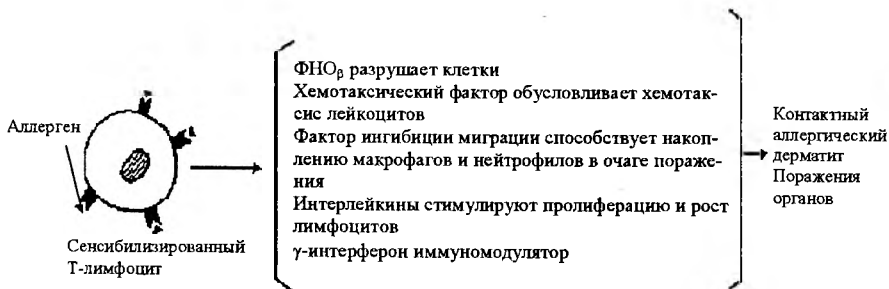 Аллерген
Сенсибилизированный
Т-лимфоцит
ФНОβ разрушает клетки
Хемотаксический фактор обусловливает хемотак-
сис лейкоцитов
Фактор ингибиции миграции способствует накоп-
лению макрофагов и нейтрофилов в очаге пораже-
ния
Интерлейкины стимулируют пролиферацию и рост
лимфоцитов
γ-интерферон иммуномодулятор
Контактный
аллергический
дерматит
Поражения
органов